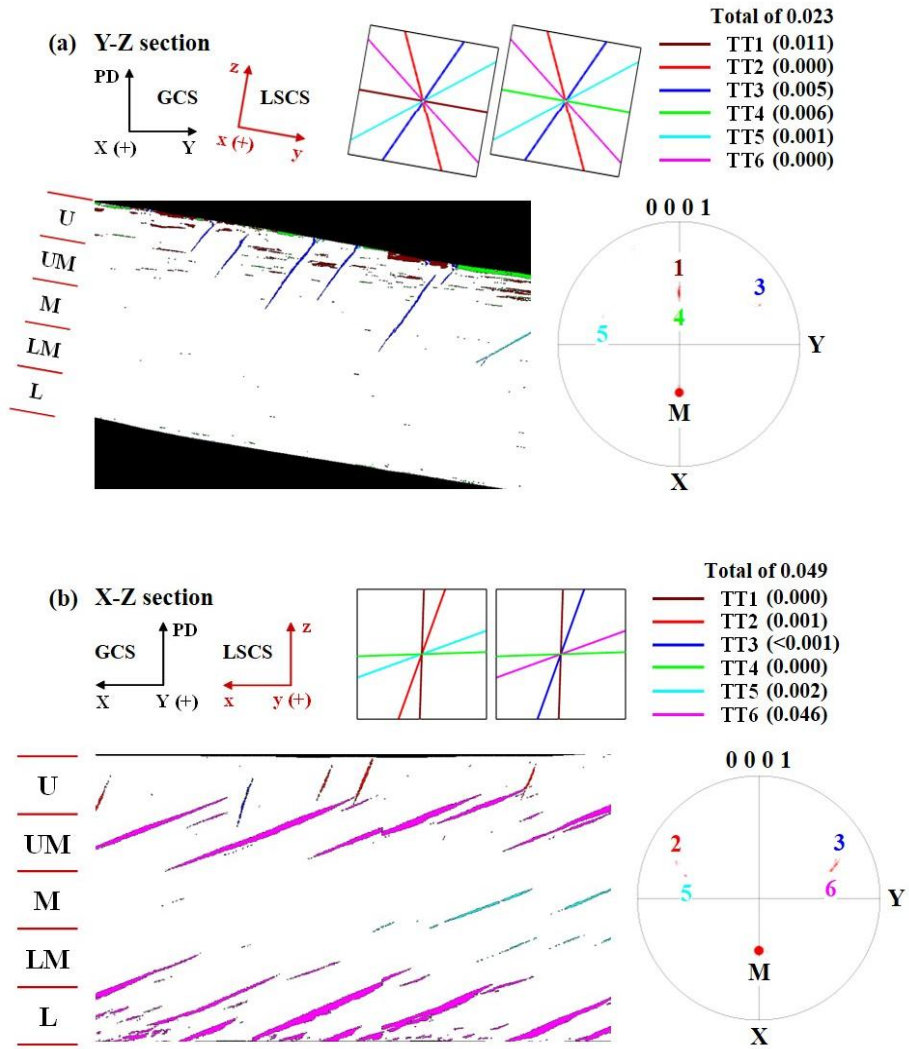 (a) Y-Z section
PD
GCS
X (+)
Y
z
LSCS
x (+)
y
Total of 0.023
TT1 (0.011)
TT2 (0.000)
TT3 (0.005)
TT4 (0.006)
TT5 (0.001)
TT6 (0.000)
U
UM
M
LM
L
0 0 0 1
1
3
5
4
Y
M
X
(b) X-Z section
GCS
PD
X
Y (+)
LSCS
z
x
y (+)
Total of 0.049
TT1 (0.000)
TT2 (0.001)
TT3 (<0.001)
TT4 (0.000)
TT5 (0.002)
TT6 (0.046)
U
UM
M
LM
L
0 0 0 1
2
3
5
6
Y
M
X